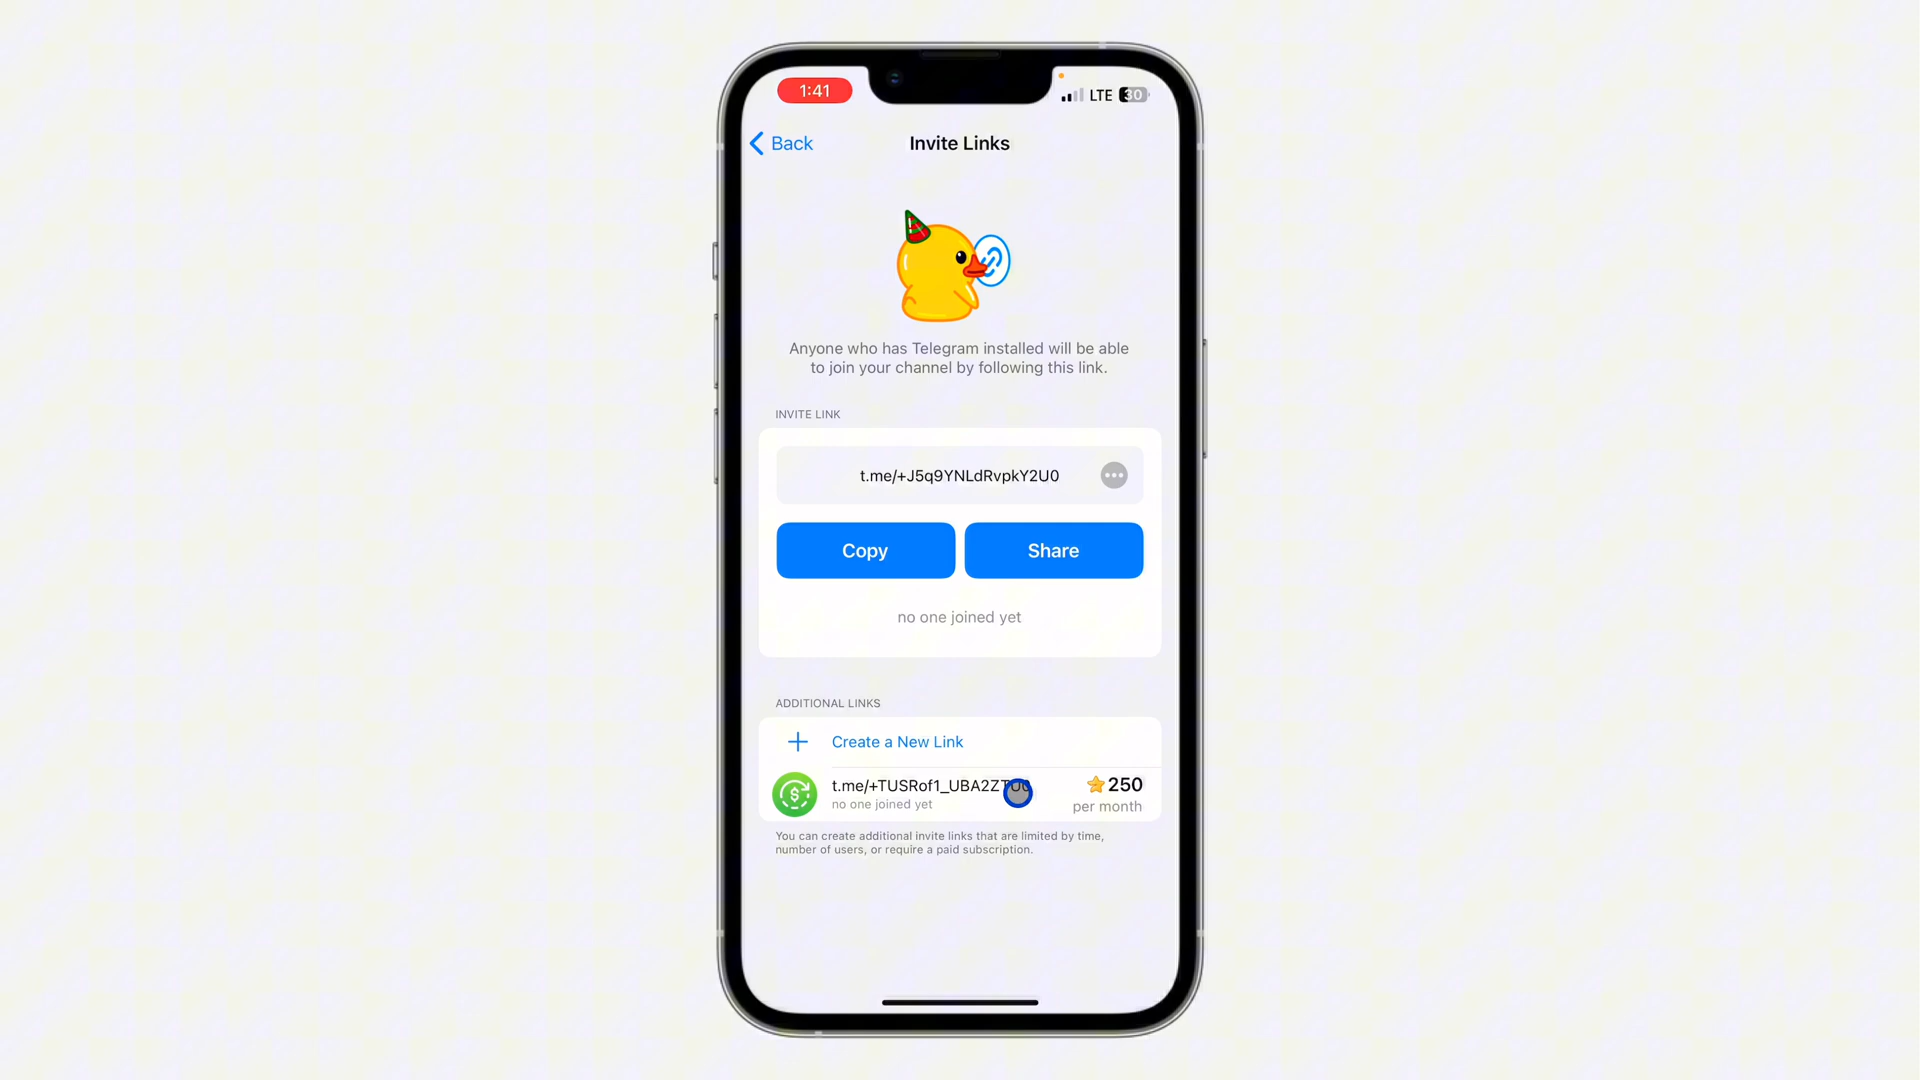 1:41
LTE 30
Back
Invite Links
Anyone who has Telegram installed will be able
to join your channel by following this link.
INVITE LINK
t.me/+J5q9YNLdRvpkY2U0
Copy
Share
no one joined yet
ADDITIONAL LINKS
Create a New Link
t.me/+TUSRof1_UBA2ZTU0
250
no one joined yet
per month
You can create additional invite links that are limited by time,
number of users, or require a paid subscription.